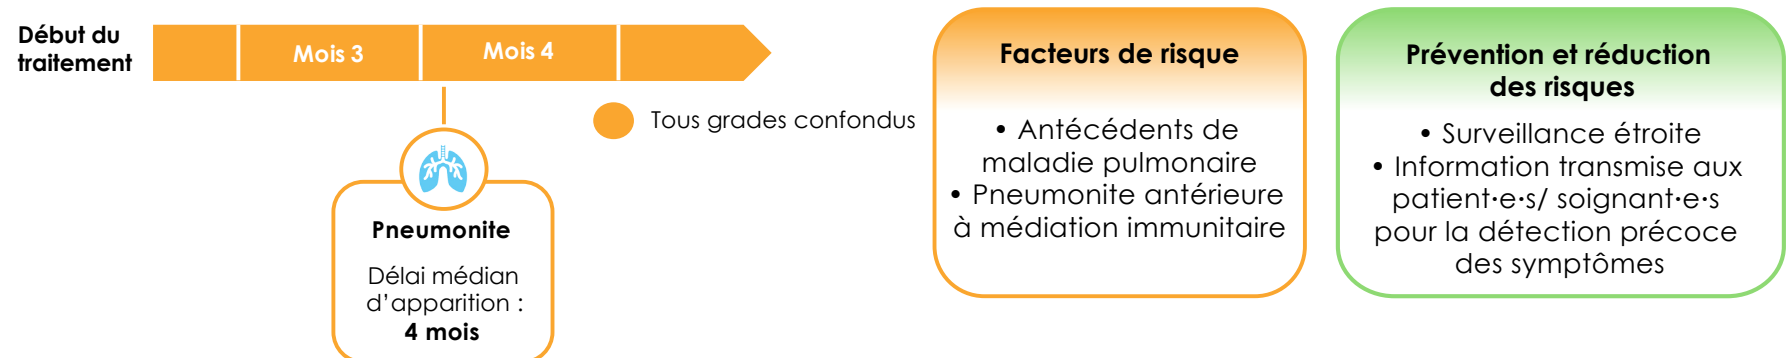 Début du
traitement
Mois 3
Mois 4
Tous grades confondus
Pneumonite
Délai médian
d’apparition :
4 mois
Facteurs de risque
• Antécédents de
maladie pulmonaire
• Pneumonite antérieure
à médiation immunitaire
Prévention et réduction
des risques
• Surveillance étroite
• Information transmise aux
patient·e·s/ soignant·e·s
pour la détection précoce
des symptômes